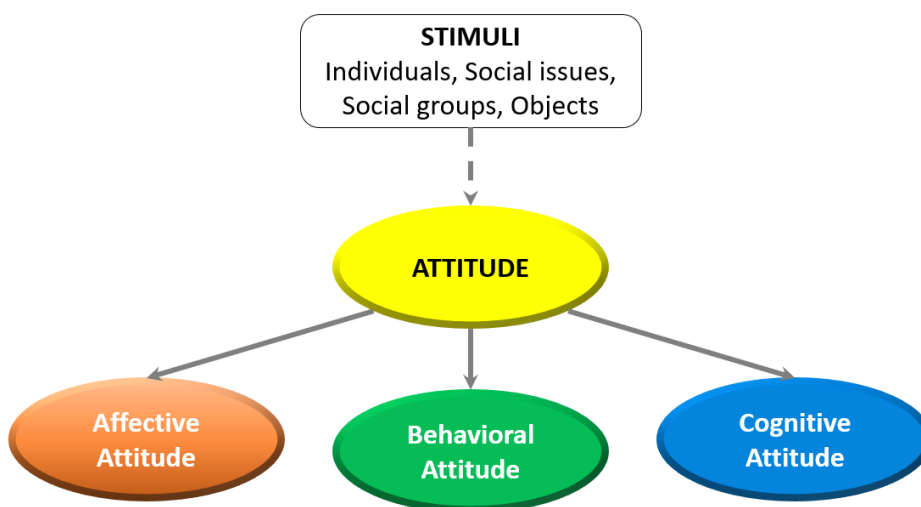 STIMULI
Individuals, Social issues,
Social groups, Objects
ATTITUDE
Affective
Attitude
Behavioral
Attitude
Cognitive
Attitude